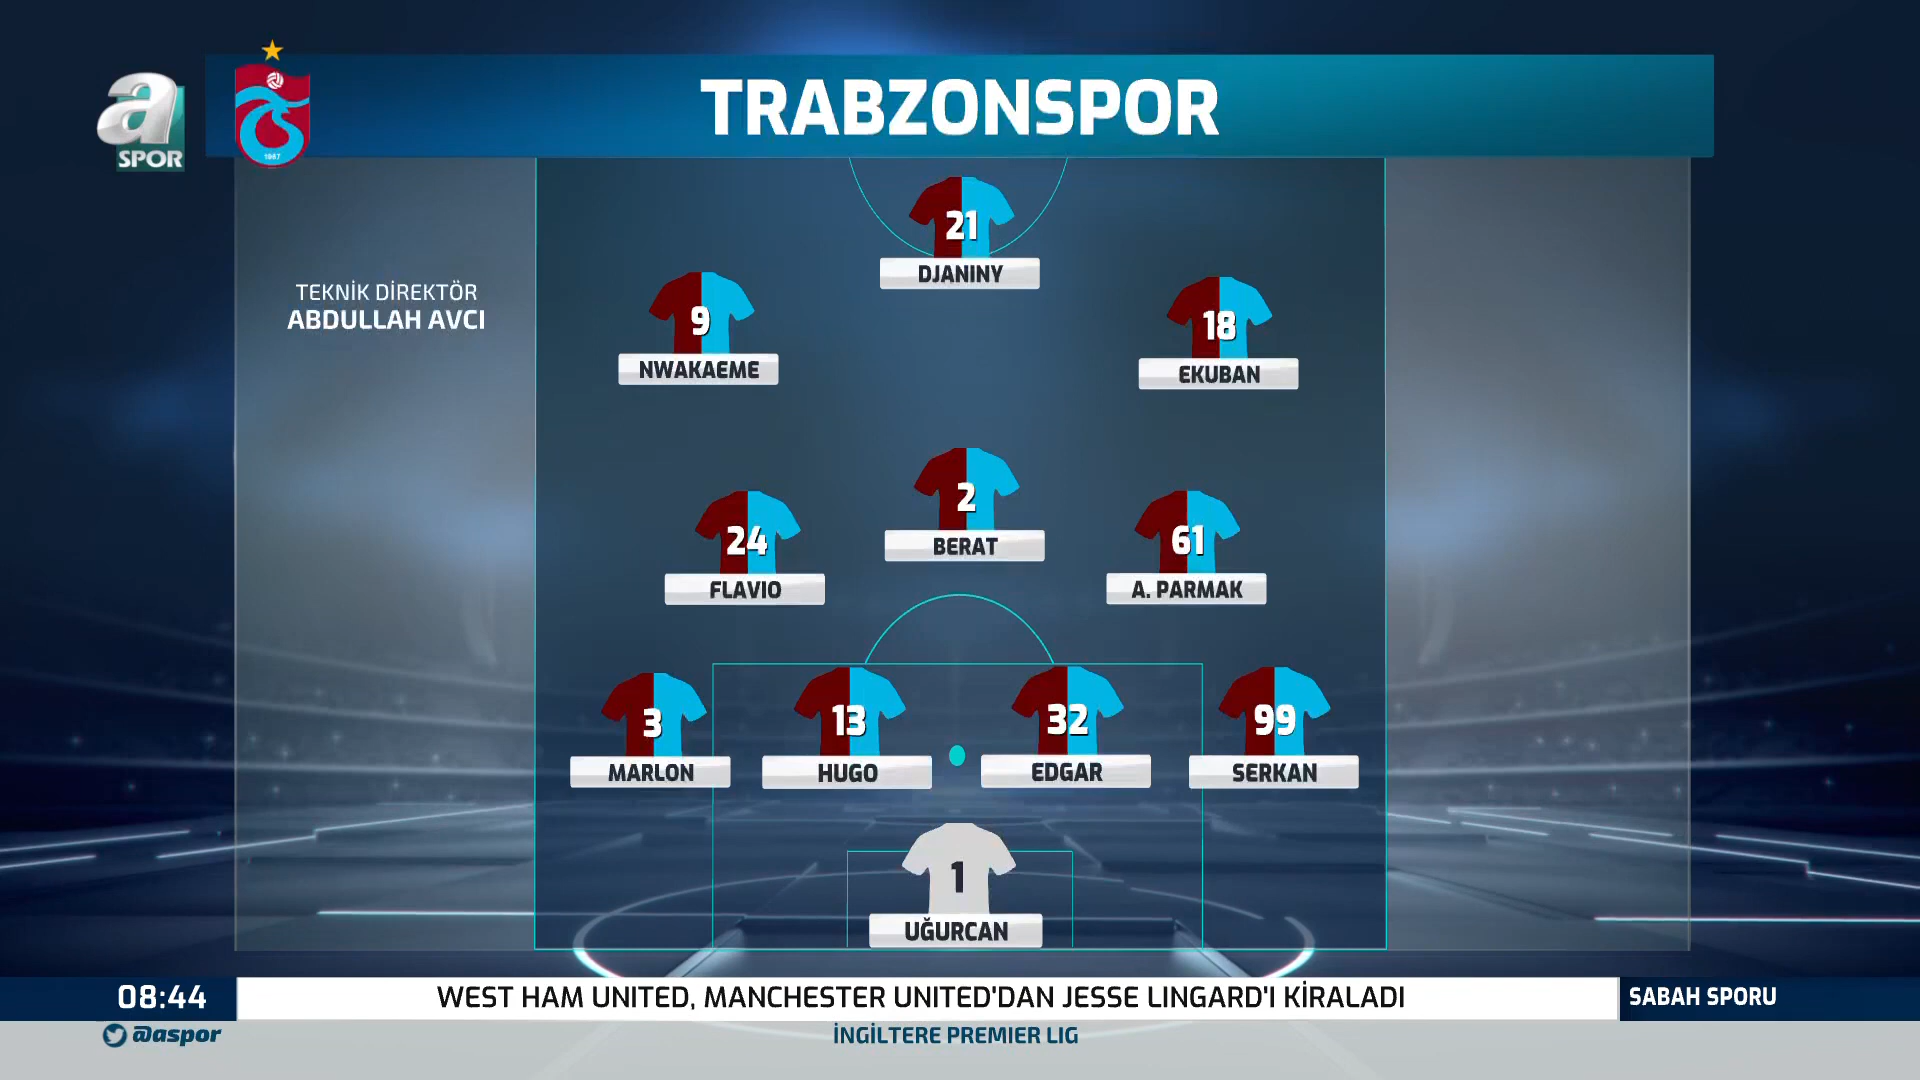 a
SPOR
1967
TRABZONSPOR
TEKNİK DİREKTÖR
ABDULLAH AVCI
21
DJANINY
9
NWAKAEME
18
EKUBAN
2
BERAT
24
FLAVIO
61
A. PARMAK
3
MARLON
13
HUGO
32
EDGAR
99
SERKAN
1
UĞURCAN
08:44
WEST HAM UNITED, MANCHESTER UNITED'DAN JESSE LINGARD'I KİRALADI
SABAH SPORU
@aspor
İNGİLTERE PREMIER LIG